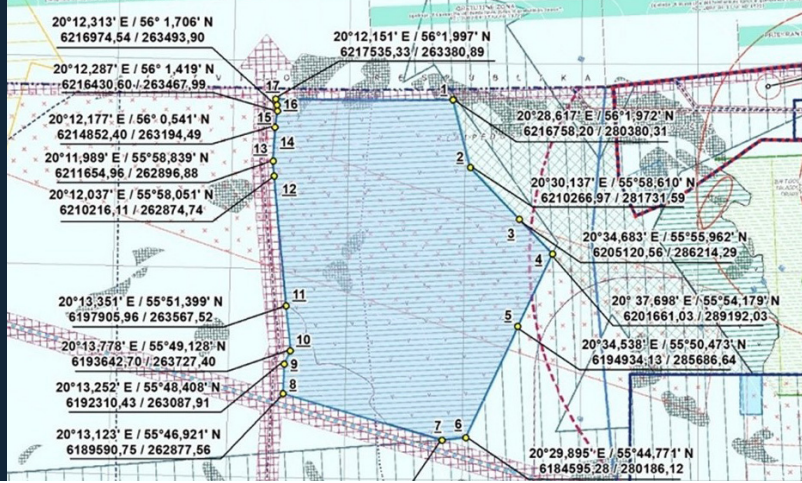 20°12,313' E / 56° 1,706' N
6216974,54 / 263493,90
20°12,151' E / 56°1,997' N
6217535,33 / 263380,89
20°12,287' E / 56° 1,419' N
6216430,60 / 263467,99
20°12,177' E / 56° 0,541' N
6214852,40 / 263194,49
20°11,989' E / 55°58,839' N
6211654,96 / 262896,88
20°12,037' E / 55°58,051' N
6210216,11 / 262874,74
20°28,617' E / 56°1,972' N
6216758,20 / 280380,31
20°30,137' E / 55°58,610' N
6210266,97 / 281731,59
20°34,683' E / 55°55,962' N
6205120,56 / 286214,29
20° 37,698' E / 55°54,179' N
6201661,03 / 289192,03
20°34,538' E / 55°50,473' N
6194934,13 / 285686,64
20°13,351' E / 55°51,399' N
6197905,96 / 263567,52
20°13,778' E / 55°49,128' N
6193642,70 / 263727,40
20°13,252' E / 55°48,408' N
6192310,43 / 263087,91
20°13,123' E / 55°46,921' N
6189590,75 / 262877,56
20°29,895' E / 55°44,771' N
6184595,28 / 280186,12
17
16
15
14
13
12
11
10
9
8
7
6
5
4
3
2
1